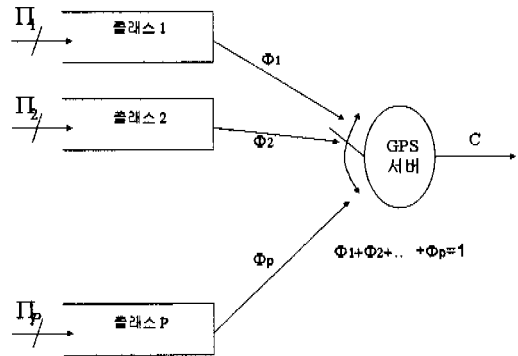 Π1
클래스 1
Φ1
Π2
클래스 2
Φ2
GPS
서버
C
Φp
Φ1+Φ2+.. +Φp=1
Πp
클래스 P